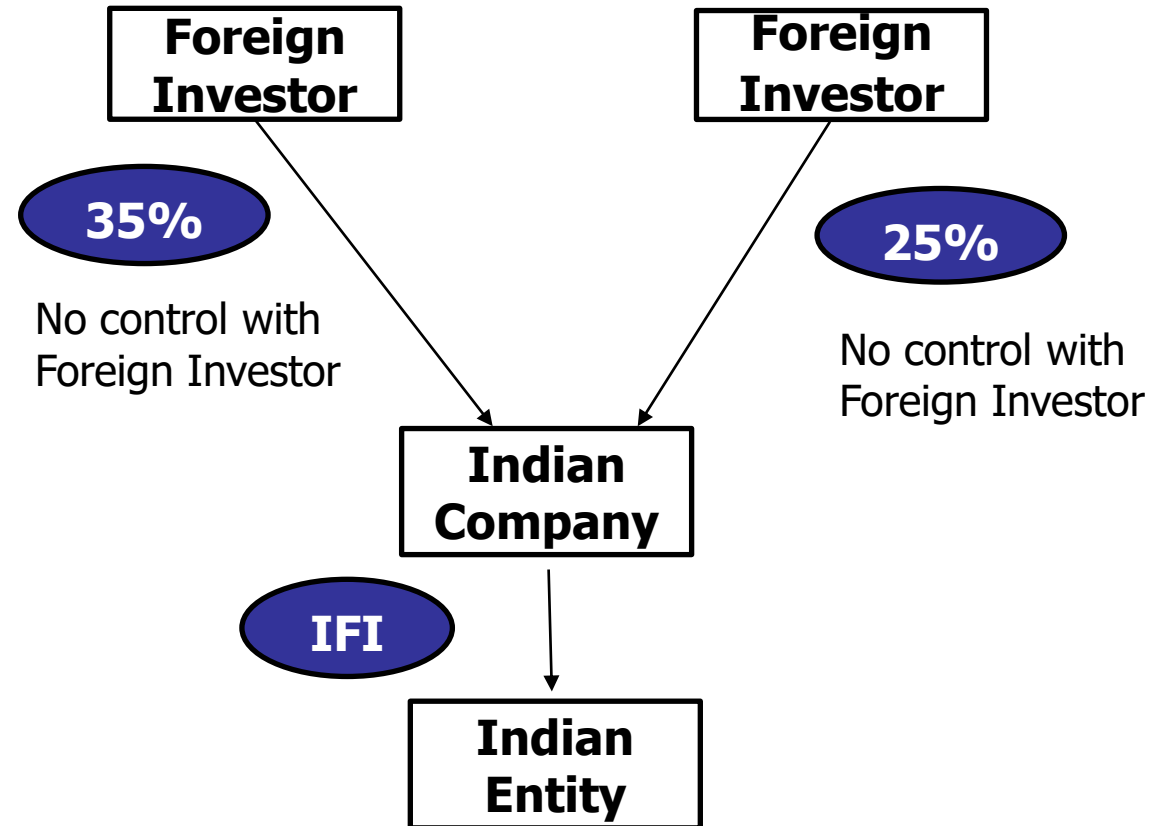 Foreign
Investor
Foreign
Investor
35%
25%
No control with
Foreign Investor
No control with
Foreign Investor
Indian
Company
IFI
Indian
Entity